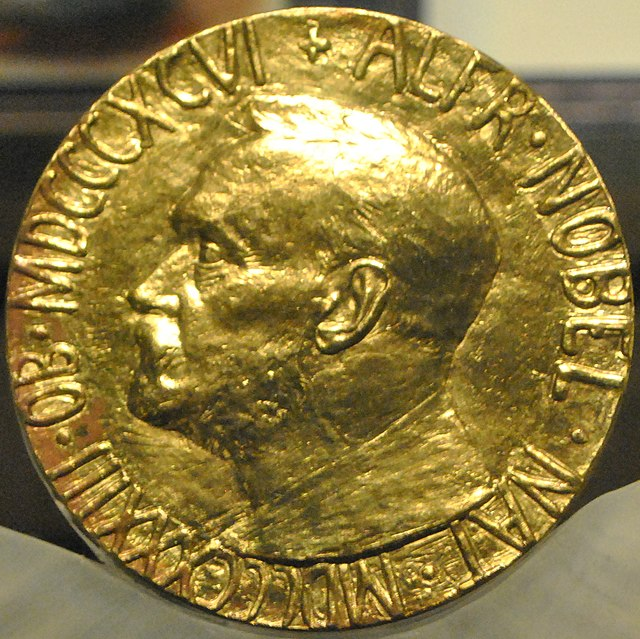 ALFR · NOBEL · NAT MDCCCXXXIII · OB · MDCCCXCVI